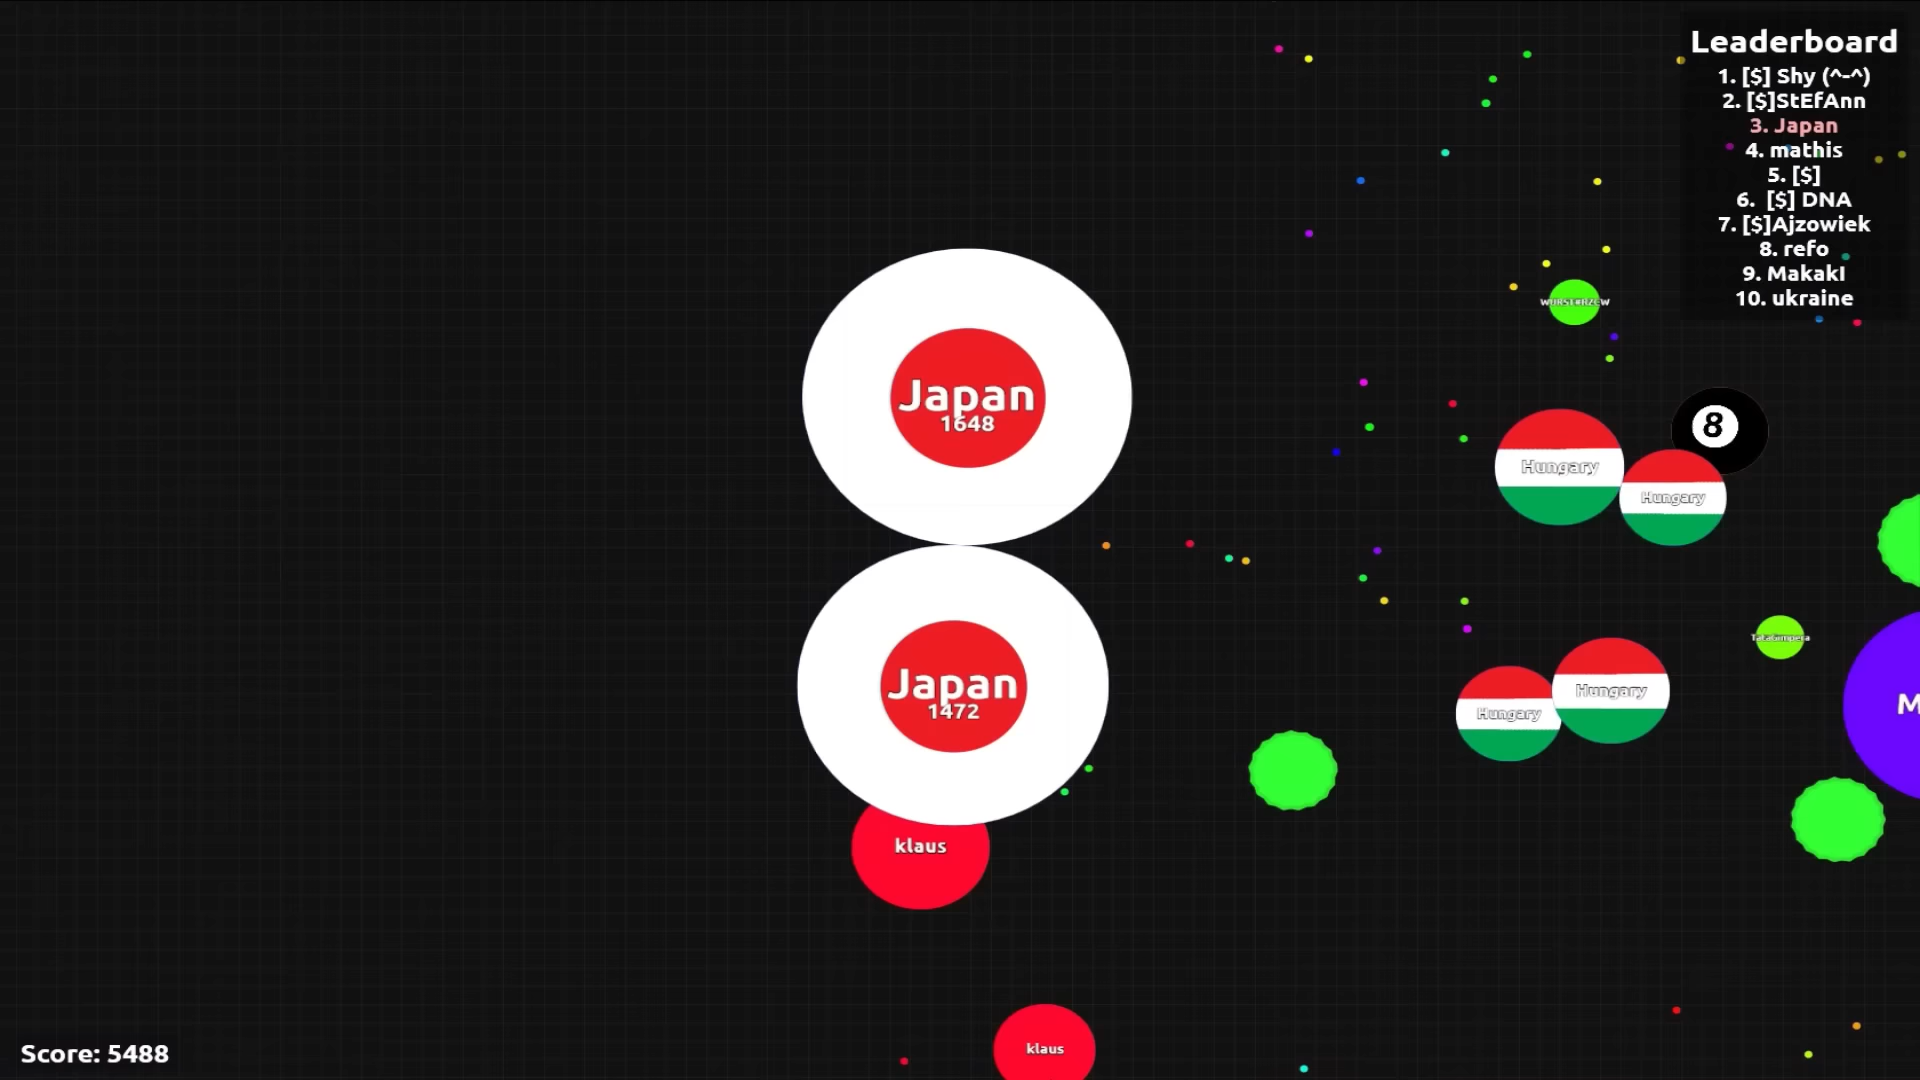 Leaderboard
1. [$] Shy (^-^)
2. [$]StEfAnn
3. Japan
4. mathis
5. [$]
6. [$] DNA
7. [$]Ajzowiek
8. refo
9. MakakI
10. ukraine
Japan
1648
8
Hungary
Hungary
Japan
1472
Hungary
Hungary
M
klaus
klaus
Score: 5488